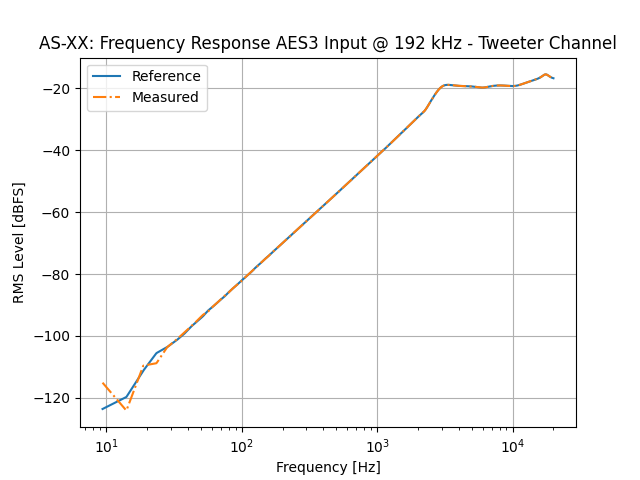 AS-XX: Frequency Response AES3 Input @ 192 kHz - Tweeter Channel
Reference
Measured
RMS Level [dBFS]
−20
−40
−60
−80
−100
−120
10¹
10²
10³
10⁴
Frequency [Hz]